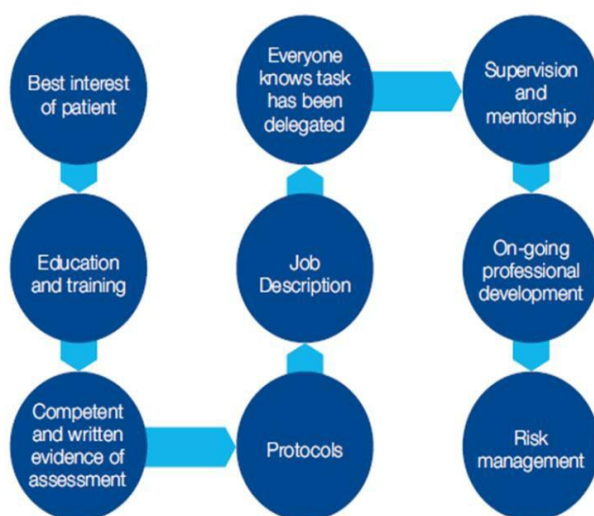 Best interest
of patient
Education
and training
Competent
and written
evidence of
assessment
Protocols
Job
Description
Everyone
knows task
has been
delegated
Supervision
and
mentorship
On-going
professional
development
Risk
management